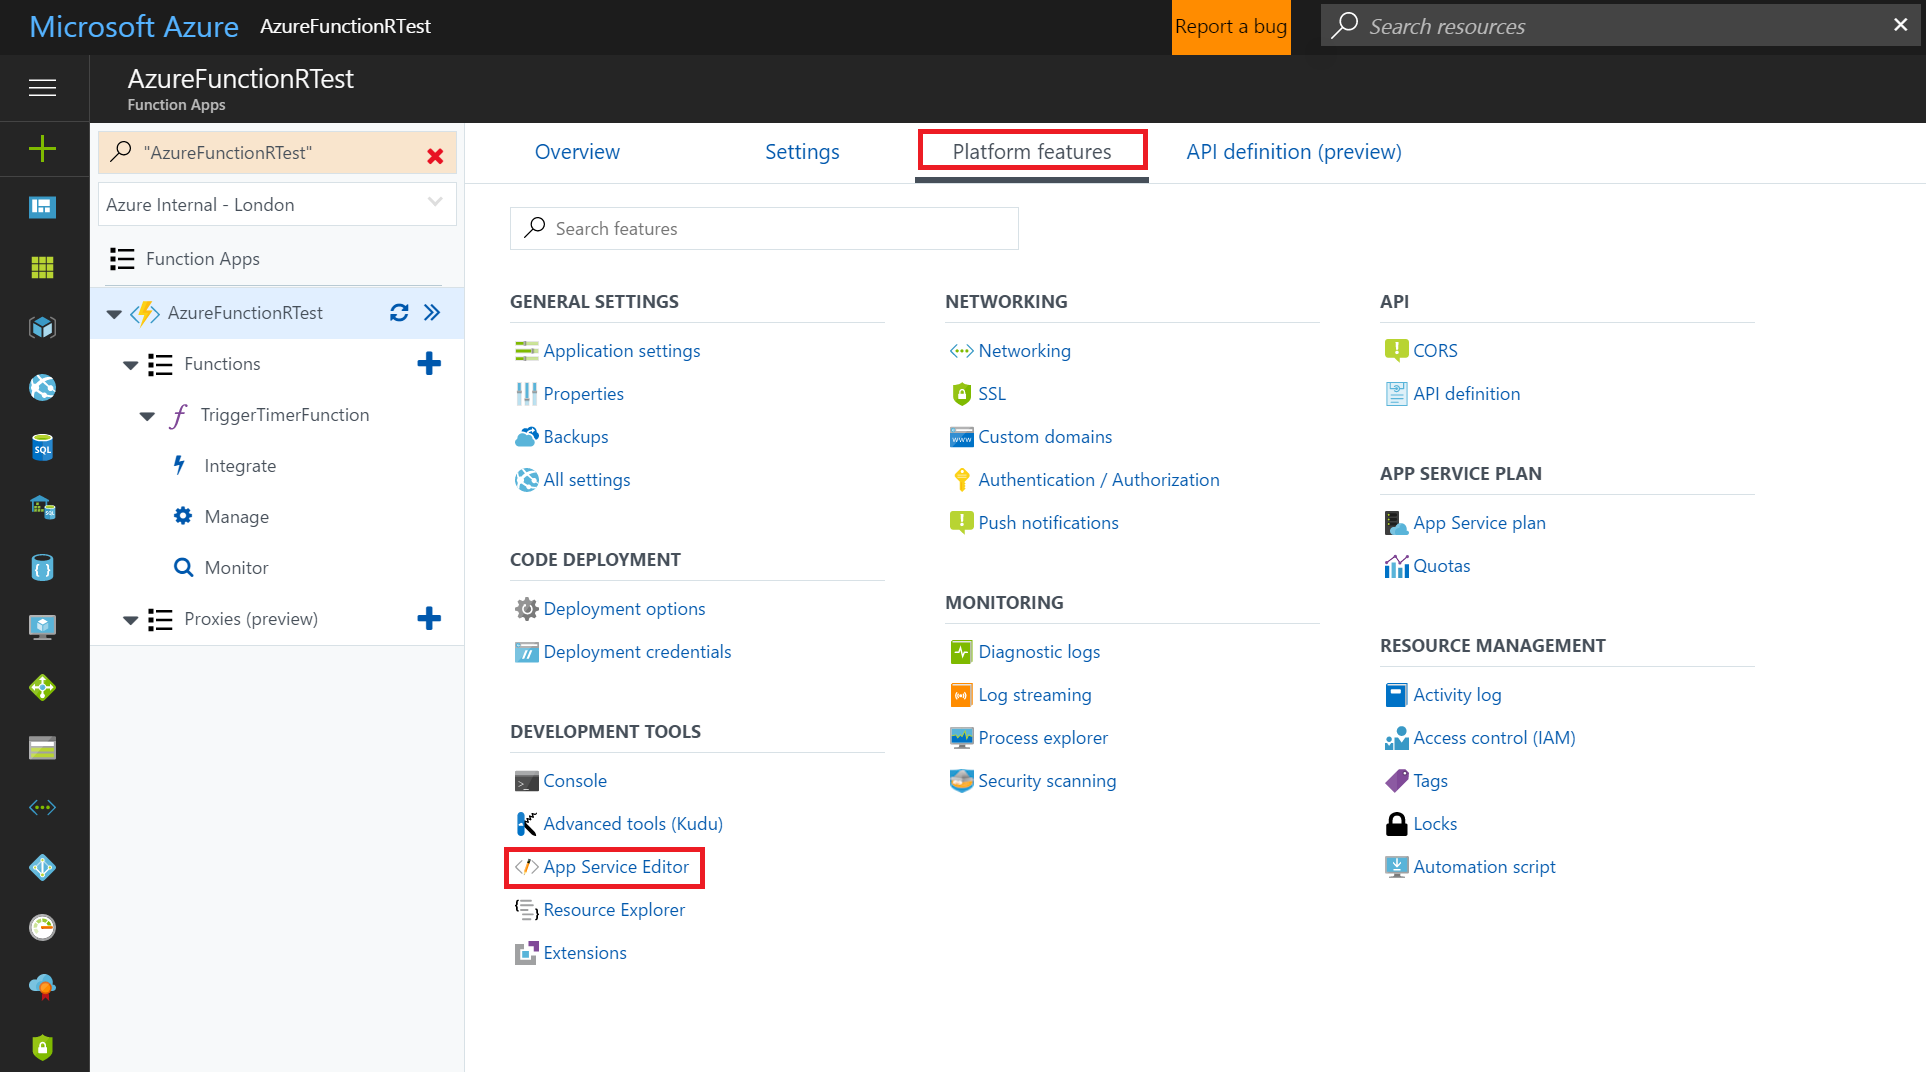 Microsoft Azure AzureFunctionRTest
Report a bug
Search resources
AzureFunctionRTest
Function Apps
"AzureFunctionRTest"
Azure Internal - London
Function Apps
AzureFunctionRTest
Functions
TriggerTimerFunction
Integrate
Manage
Monitor
Proxies (preview)
Overview
Settings
Platform features
API definition (preview)
Search features
GENERAL SETTINGS
Application settings
Properties
Backups
All settings
CODE DEPLOYMENT
Deployment options
Deployment credentials
DEVELOPMENT TOOLS
Console
Advanced tools (Kudu)
App Service Editor
Resource Explorer
Extensions
NETWORKING
Networking
SSL
Custom domains
Authentication / Authorization
Push notifications
MONITORING
Diagnostic logs
Log streaming
Process explorer
Security scanning
API
CORS
API definition
APP SERVICE PLAN
App Service plan
Quotas
RESOURCE MANAGEMENT
Activity log
Access control (IAM)
Tags
Locks
Automation script
SQL
SQL
www